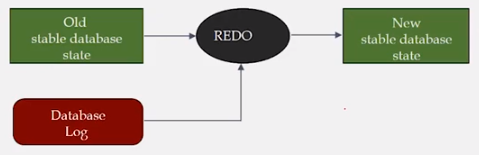 Old
stable database
state
REDO
New
stable database
state
Database
Log